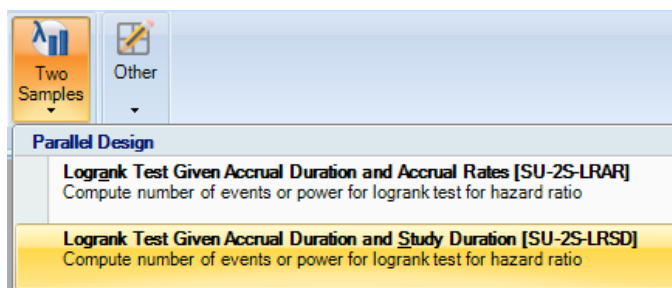 λ
Two
Samples
Other
Parallel Design
Logrank Test Given Accrual Duration and Accrual Rates [SU-2S-LRAR]
Compute number of events or power for logrank test for hazard ratio
Logrank Test Given Accrual Duration and Study Duration [SU-2S-LRSD]
Compute number of events or power for logrank test for hazard ratio